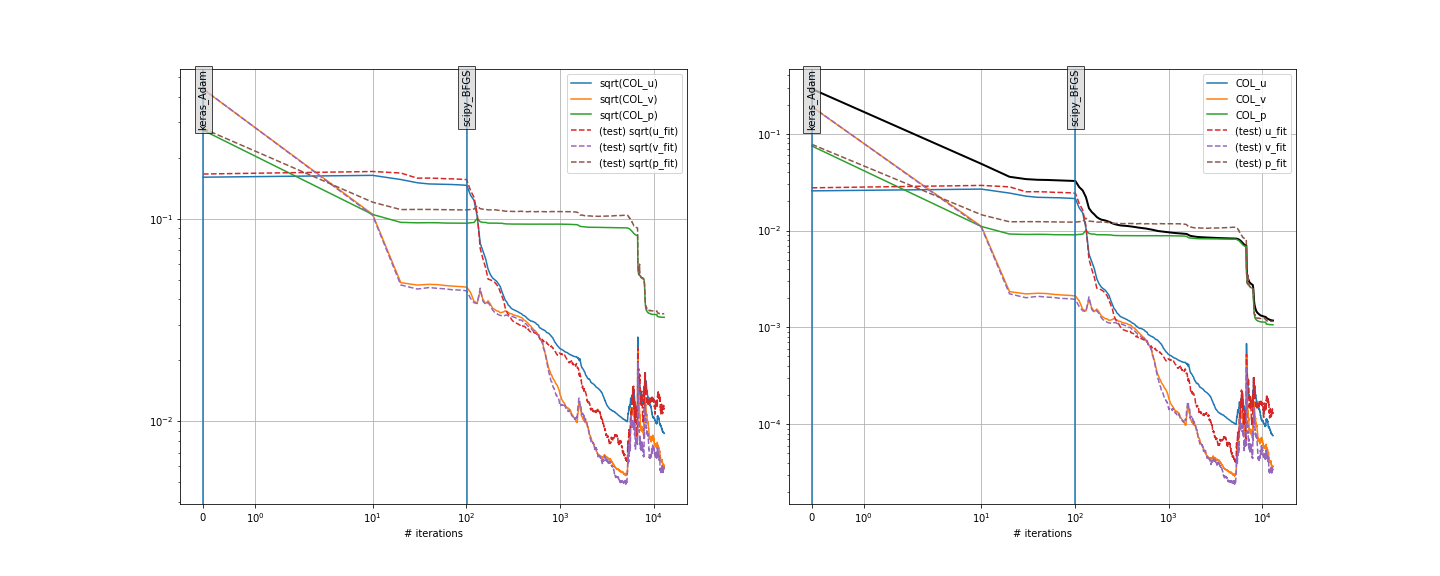 keras_Adam
scipy_BFGS
sqrt(COL_u)
sqrt(COL_v)
sqrt(COL_p)
(test) sqrt(u_fit)
(test) sqrt(v_fit)
(test) sqrt(p_fit)
10⁻¹
10⁻²
0 10⁰ 10¹ 10² 10³ 10⁴
# iterations
keras_Adam
scipy_BFGS
COL_u
COL_v
COL_p
(test) u_fit
(test) v_fit
(test) p_fit
10⁻¹
10⁻²
10⁻³
10⁻⁴
0 10⁰ 10¹ 10² 10³ 10⁴
# iterations